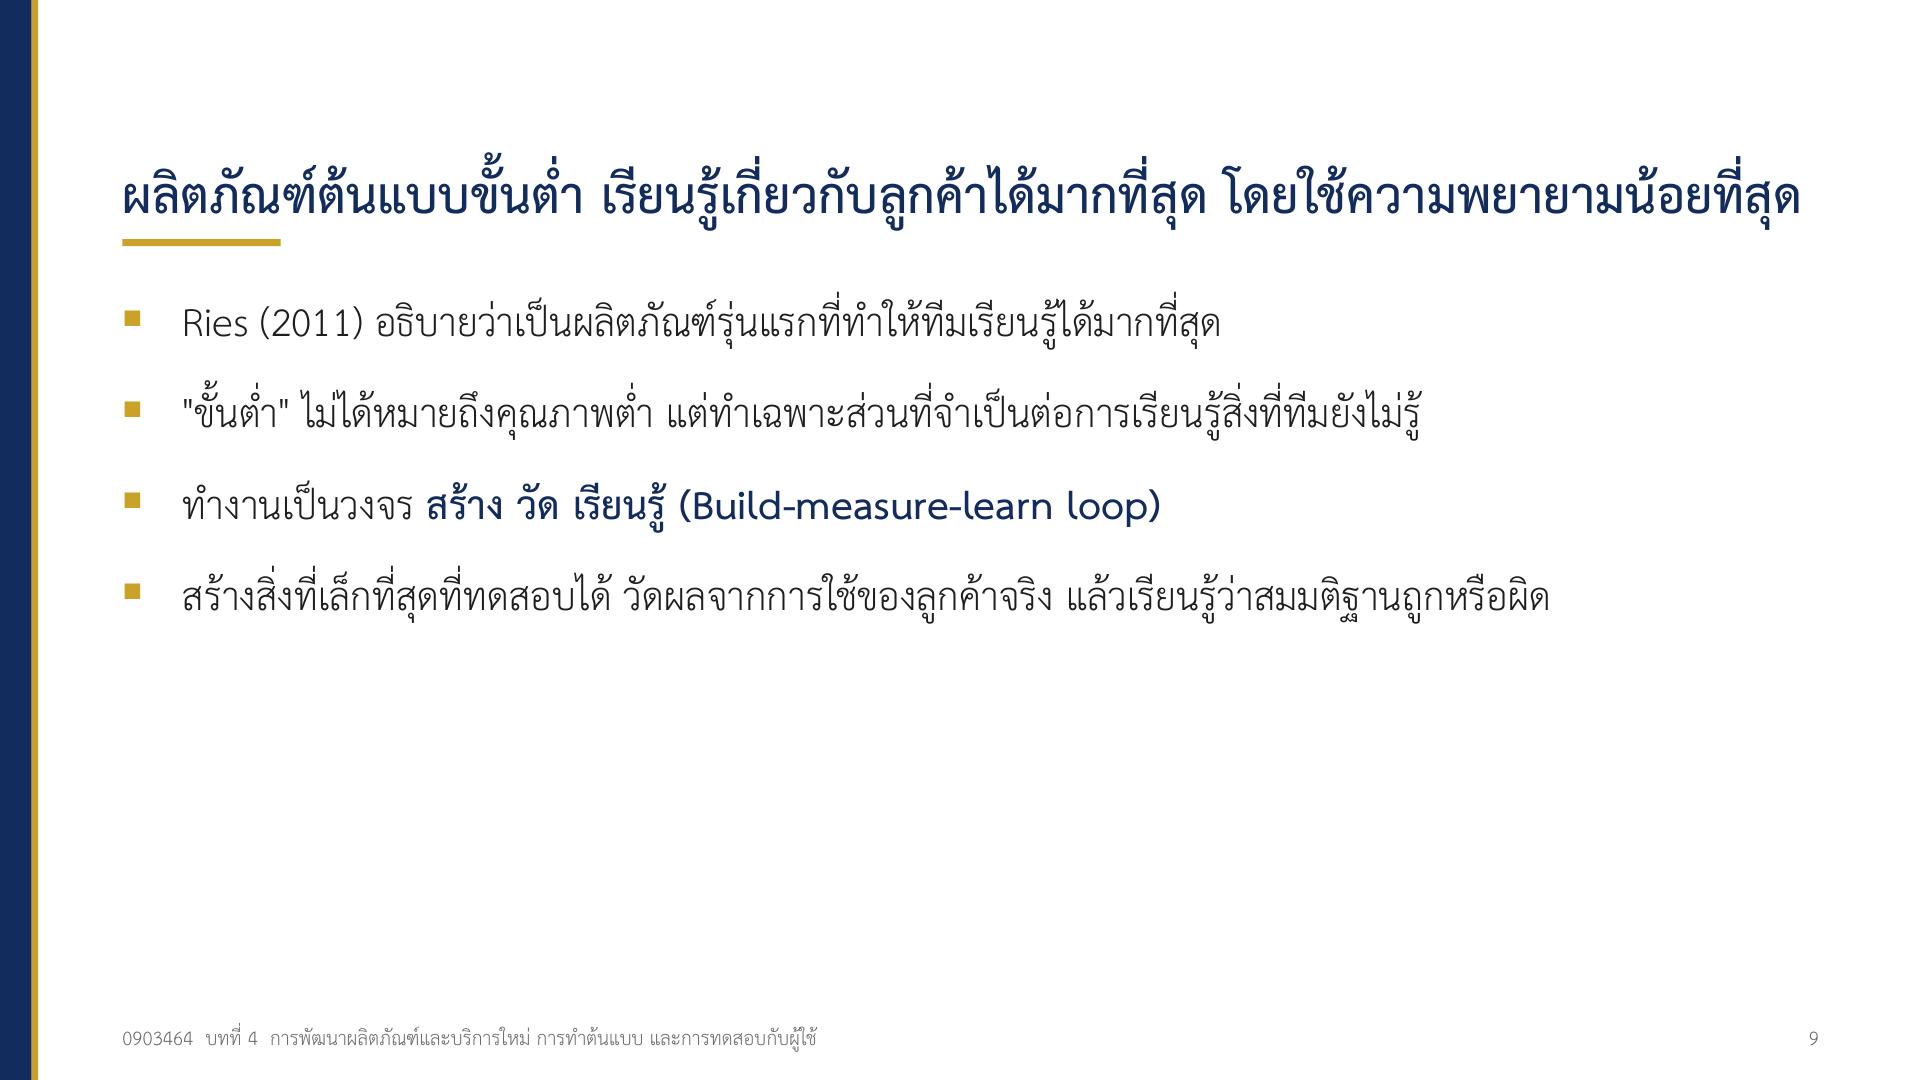 ผลิตภัณฑ์ต้นแบบขั้นต่ำ เรียนรู้เกี่ยวกับลูกค้าได้มากที่สุด โดยใช้ความพยายามน้อยที่สุด
Ries (2011) อธิบายว่าเป็นผลิตภัณฑ์รุ่นแรกที่ทำให้ทีมเรียนรู้ได้มากที่สุด
"ขั้นต่ำ" ไม่ได้หมายถึงคุณภาพต่ำ แต่ทำเฉพาะส่วนที่จำเป็นต่อการเรียนรู้สิ่งที่ทีมยังไม่รู้
ทำงานเป็นวงจร สร้าง วัด เรียนรู้ (Build-measure-learn loop)
สร้างสิ่งที่เล็กที่สุดที่ทดสอบได้ วัดผลจากการใช้ของลูกค้าจริง แล้วเรียนรู้ว่าสมมติฐานถูกหรือผิด
0903464 บทที่ 4 การพัฒนาผลิตภัณฑ์และบริการใหม่ การทำต้นแบบ และการทดสอบกับผู้ใช้
9